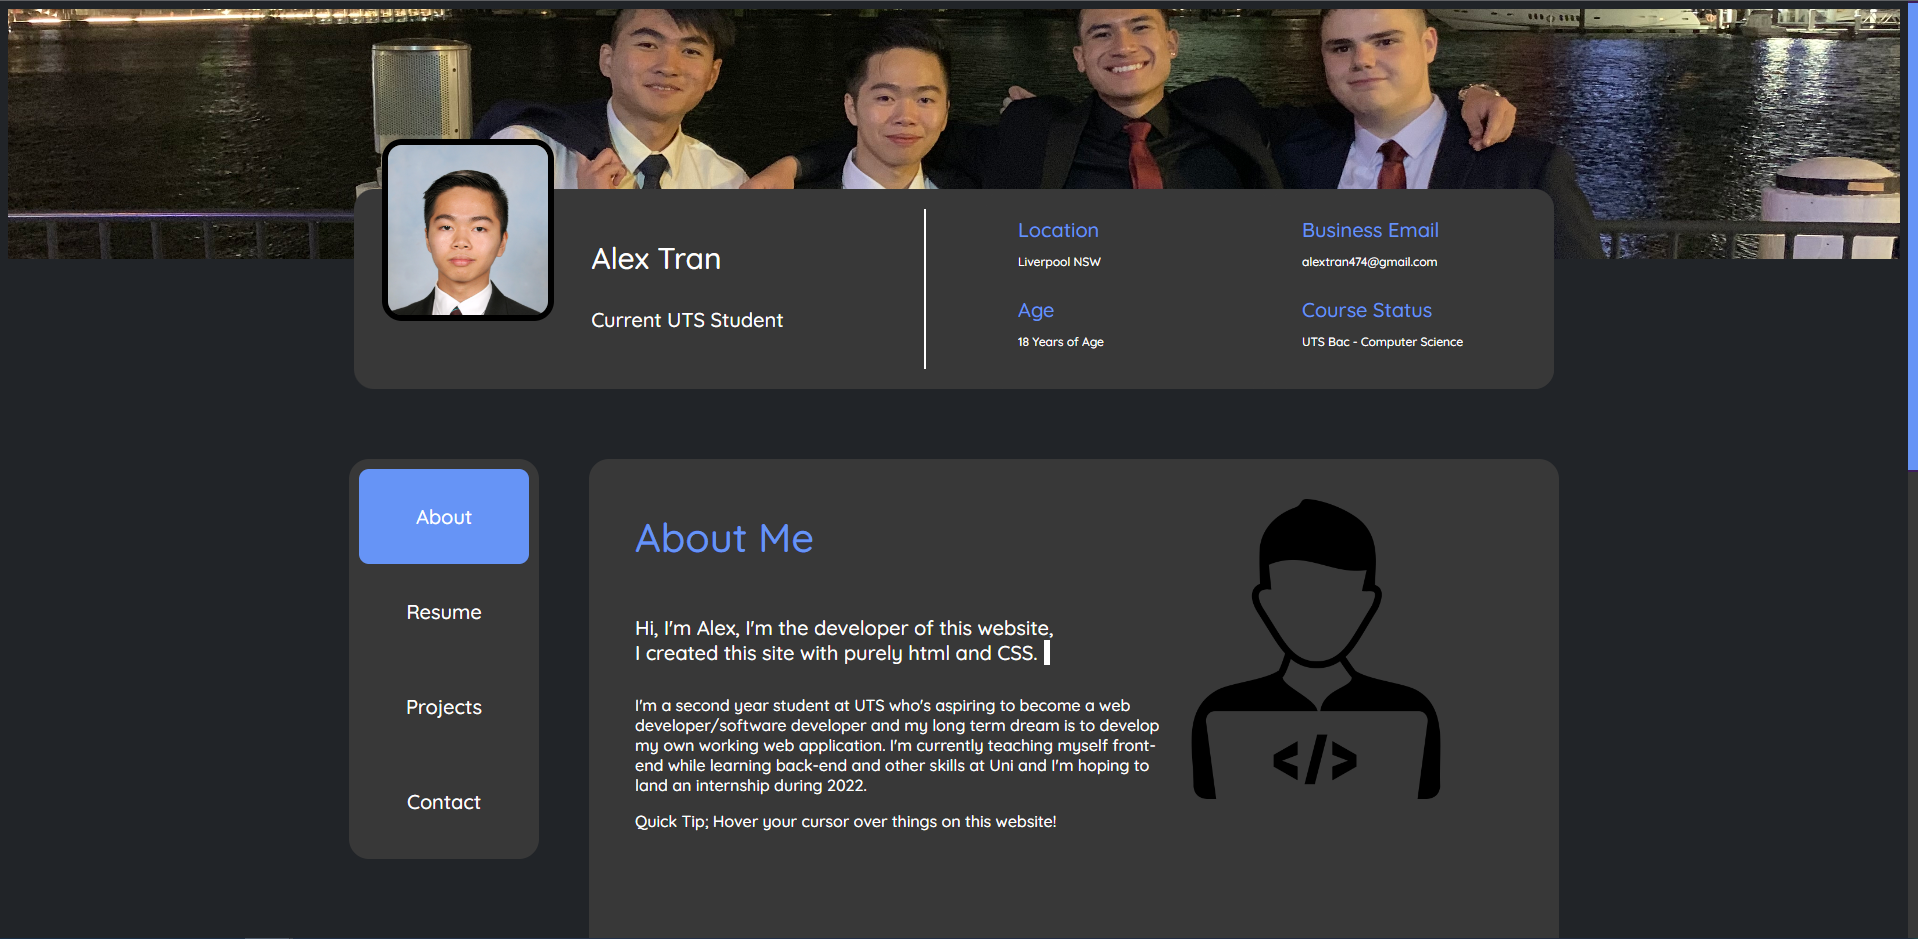 Alex Tran
Current UTS Student
Location
Liverpool NSW
Age
18 Years of Age
Business Email
alextran474@gmail.com
Course Status
UTS Bac - Computer Science
About
Resume
Projects
Contact
About Me
Hi, I'm Alex, I'm the developer of this website,
I created this site with purely html and CSS.
I'm a second year student at UTS who's aspiring to become a web
developer/software developer and my long term dream is to develop
my own working web application. I'm currently teaching myself front-
end while learning back-end and other skills at Uni and I'm hoping to
land an internship during 2022.
Quick Tip; Hover your cursor over things on this website!
</>